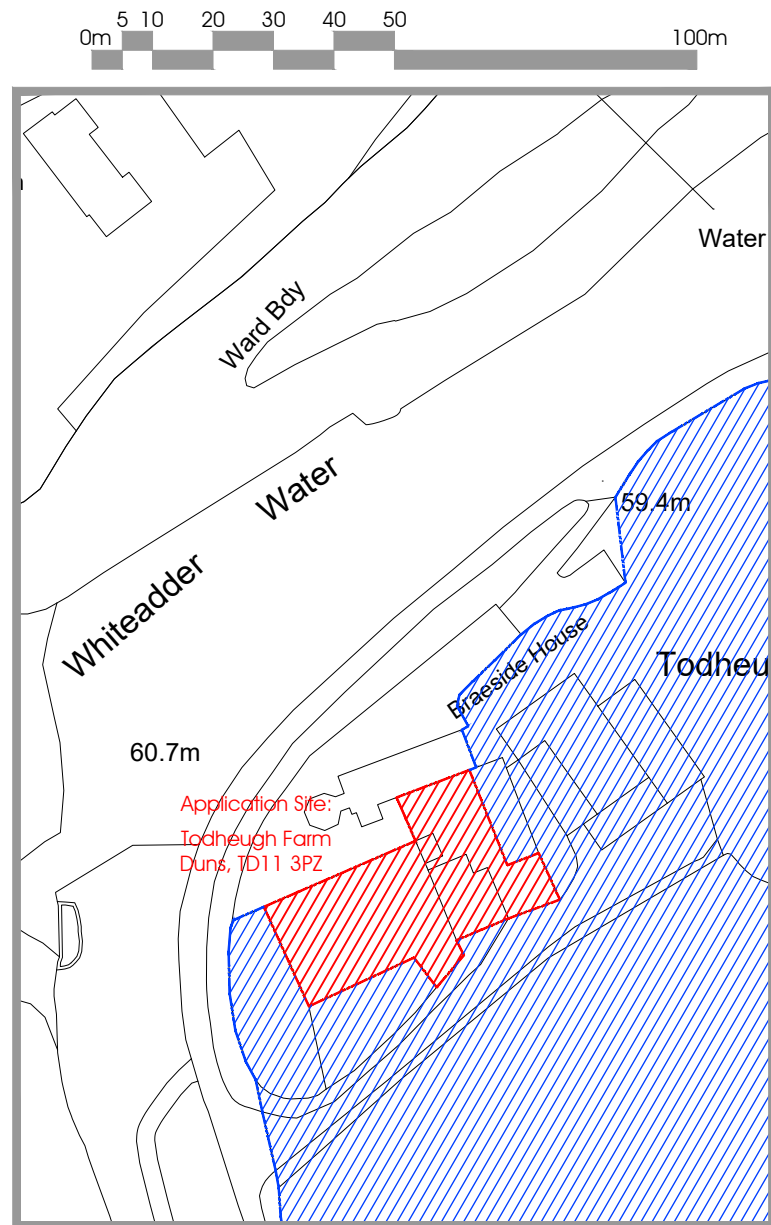 0m 5 10 20 30 40 50 100m
Water
Ward Bdy
Water
59.4m
Whiteadder
Braeside House
Todheu
60.7m
Application Site:
Todheugh Farm
Duns, TD11 3PZ